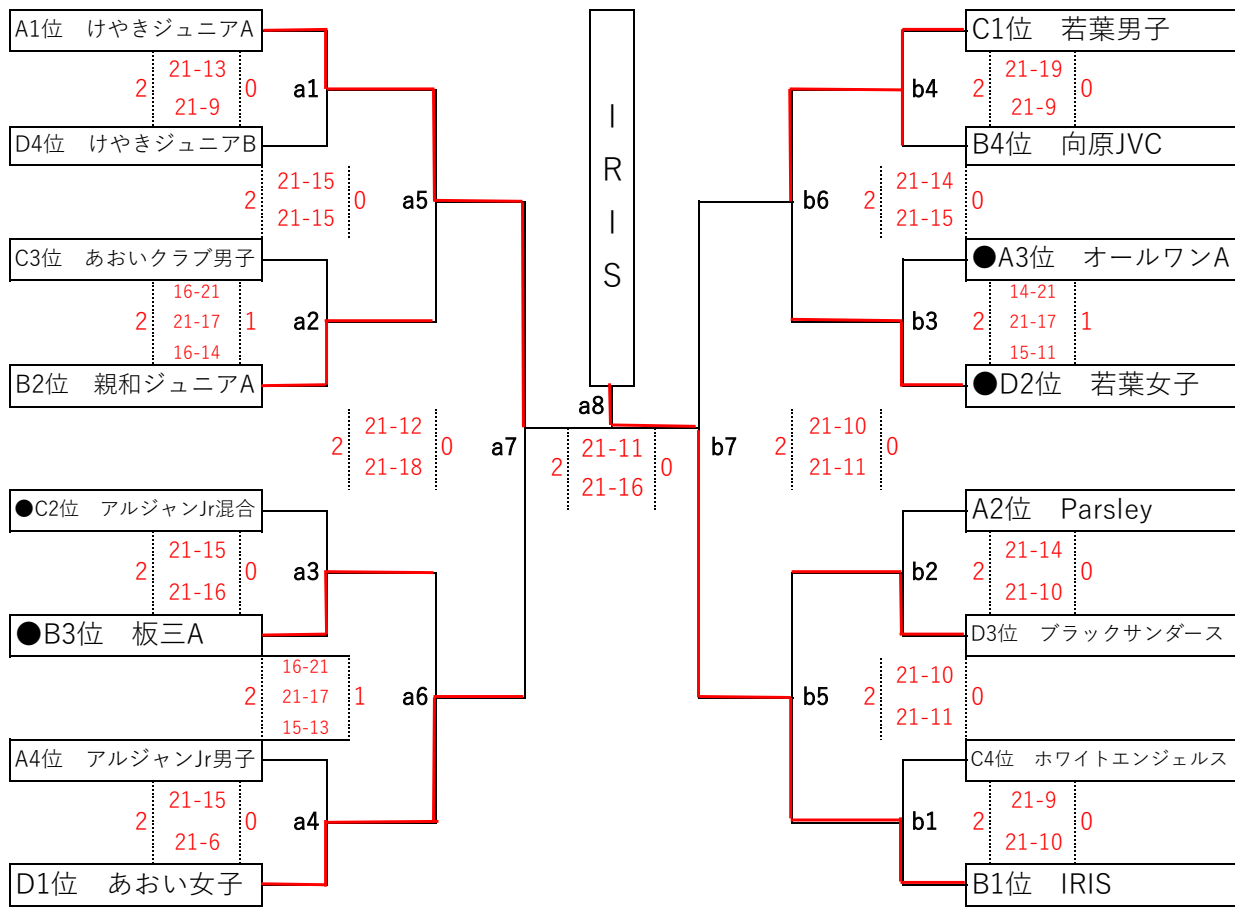 A1位 けやきジュニアA
2 21-13 0
21-9
a1
D4位 けやきジュニアB
2 21-15 0
21-15
a5
C3位 あおいクラブ男子
16-21
2 21-17 1
16-14
a2
B2位 親和ジュニアA
2 21-12 0
21-18
a7
●C2位 アルジャンJr混合
2 21-15 0
21-16
a3
●B3位 板三A
16-21
2 21-17 1
15-13
a6
A4位 アルジャンJr男子
2 21-15 0
21-6
a4
D1位 あおい女子
I
R
I
S
a8
2 21-11 0
21-16
C1位 若葉男子
b4
2 21-19 0
21-9
B4位 向原JVC
b6
2 21-14 0
21-15
●A3位 オールワンA
14-21
b3
2 21-17 1
15-11
●D2位 若葉女子
b7
2 21-10 0
21-11
A2位 Parsley
b2
2 21-14 0
21-10
D3位 ブラックサンダース
b5
2 21-10 0
21-11
C4位 ホワイトエンジェルス
b1
2 21-9 0
21-10
B1位 IRIS